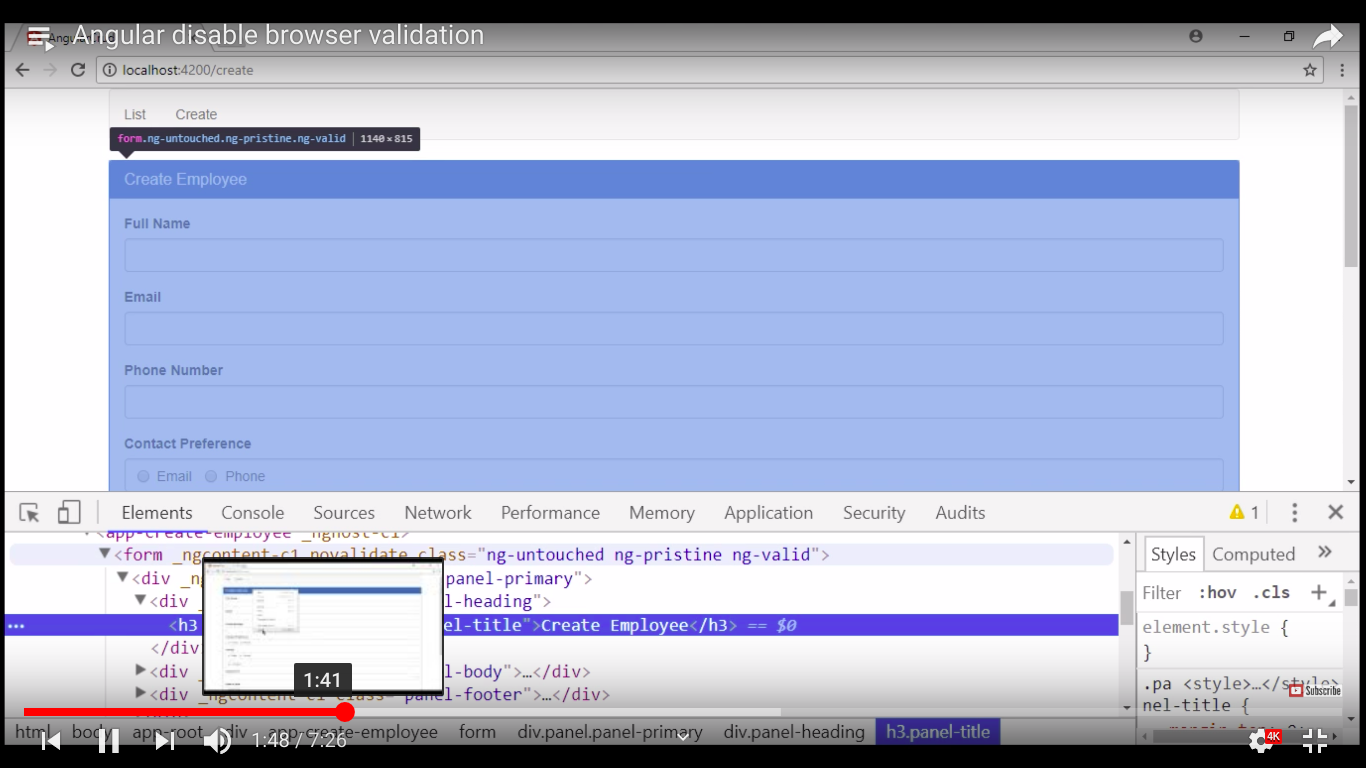 Angular disable browser validation
localhost:4200/create
List Create
form.ng-untouched.ng-pristine.ng-valid 1140×815
Create Employee
Full Name
Email
Phone Number
Contact Preference
Email Phone
Elements Console Sources Network Performance Memory Application Security Audits 1
<app-create-employee _nghost-c1>
<form _ngcontent-c1 novalidate class="ng-untouched ng-pristine ng-valid">
<div panel-primary">
<div l-heading">
<h3 el-title">Create Employee</h3> == $0
</div
<div l-body">…</div>
<div _ngcontent-c1 class="panel-footer">…</div>
Styles Computed »
Filter :hov .cls +
element.style {
}
.pa <style>…</style>
nel-title {
Subscribe
1:41
html body app-root div app-create-employee form div.panel.panel-primary div.panel-heading h3.panel-title
1:48 / 7:26
4K